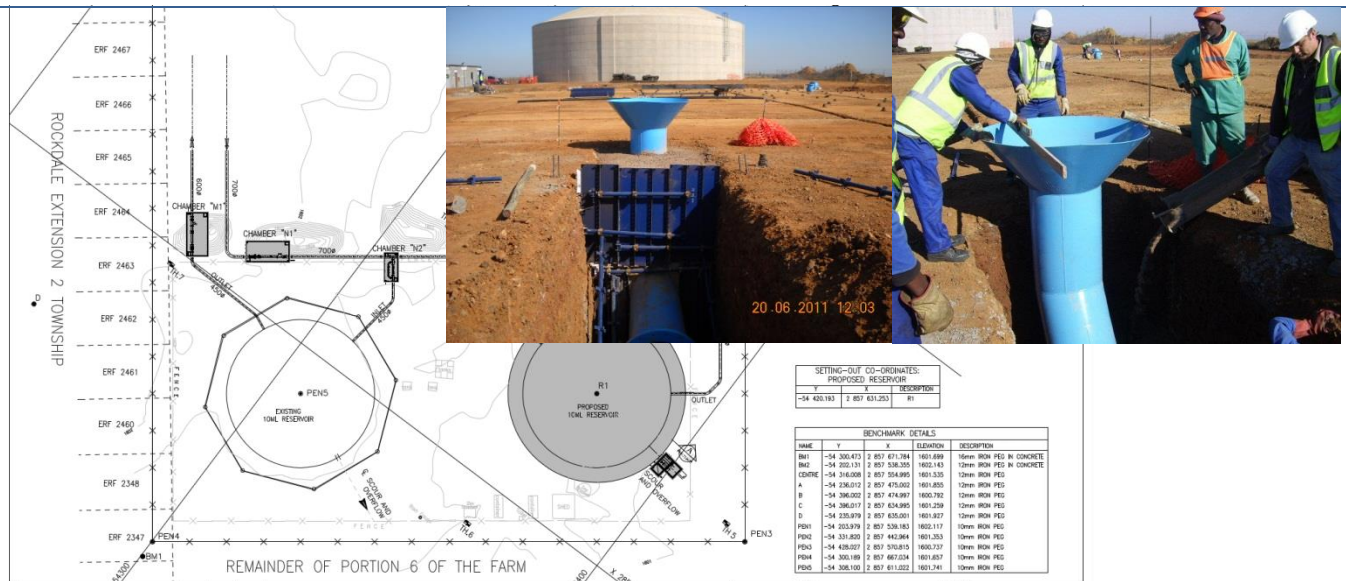 ROCKDALE EXTENSION 2 TOWNSHIP
ERF 2467
ERF 2466
ERF 2465
ERF 2464
ERF 2463
ERF 2462
ERF 2461
ERF 2460
ERF 2348
ERF 2347
600ø
700ø
CHAMBER "M1"
CHAMBER "N1"
700ø
CHAMBER "N2"
TH.7
OUTLET
450ø
INLET
450ø
D
FENCE
PEN5
EXISTING
10ML RESERVOIR
R1
PROPOSED
10ML RESERVOIR
OUTLET
SCOUR AND
OVERFLOW
SCOUR
AND OVERFLOW
FENCE
TH.6
TH.5
PEN4
PEN3
BM1
REMAINDER OF PORTION 6 OF THE FARM
20.06.2011 12:03
SETTING-OUT CO-ORDINATES:
PROPOSED RESERVOIR
Y X DESCRIPTION
-54 420.193 2 857 631.253 R1
BENCHMARK DETAILS
NAME Y X ELEVATION DESCRIPTION
BM1 -54 300.473 2 857 671.784 1601.699 16mm IRON PEG IN CONCRETE
BM2 -54 202.131 2 857 538.355 1602.143 12mm IRON PEG IN CONCRETE
CENTRE -54 316.008 2 857 554.995 1601.535 12mm IRON PEG
A -54 236.012 2 857 475.002 1601.855 12mm IRON PEG
B -54 396.002 2 857 474.997 1600.792 12mm IRON PEG
C -54 396.017 2 857 634.995 1601.259 12mm IRON PEG
D -54 235.979 2 857 635.001 1601.927 12mm IRON PEG
PEN1 -54 203.979 2 857 539.183 1602.117 10mm IRON PEG
PEN2 -54 331.820 2 857 442.964 1601.353 10mm IRON PEG
PEN3 -54 428.027 2 857 570.815 1600.737 10mm IRON PEG
PEN4 -54 300.189 2 857 667.034 1601.657 10mm IRON PEG
PEN5 -54 308.100 2 857 611.022 1601.741 10mm IRON PEG